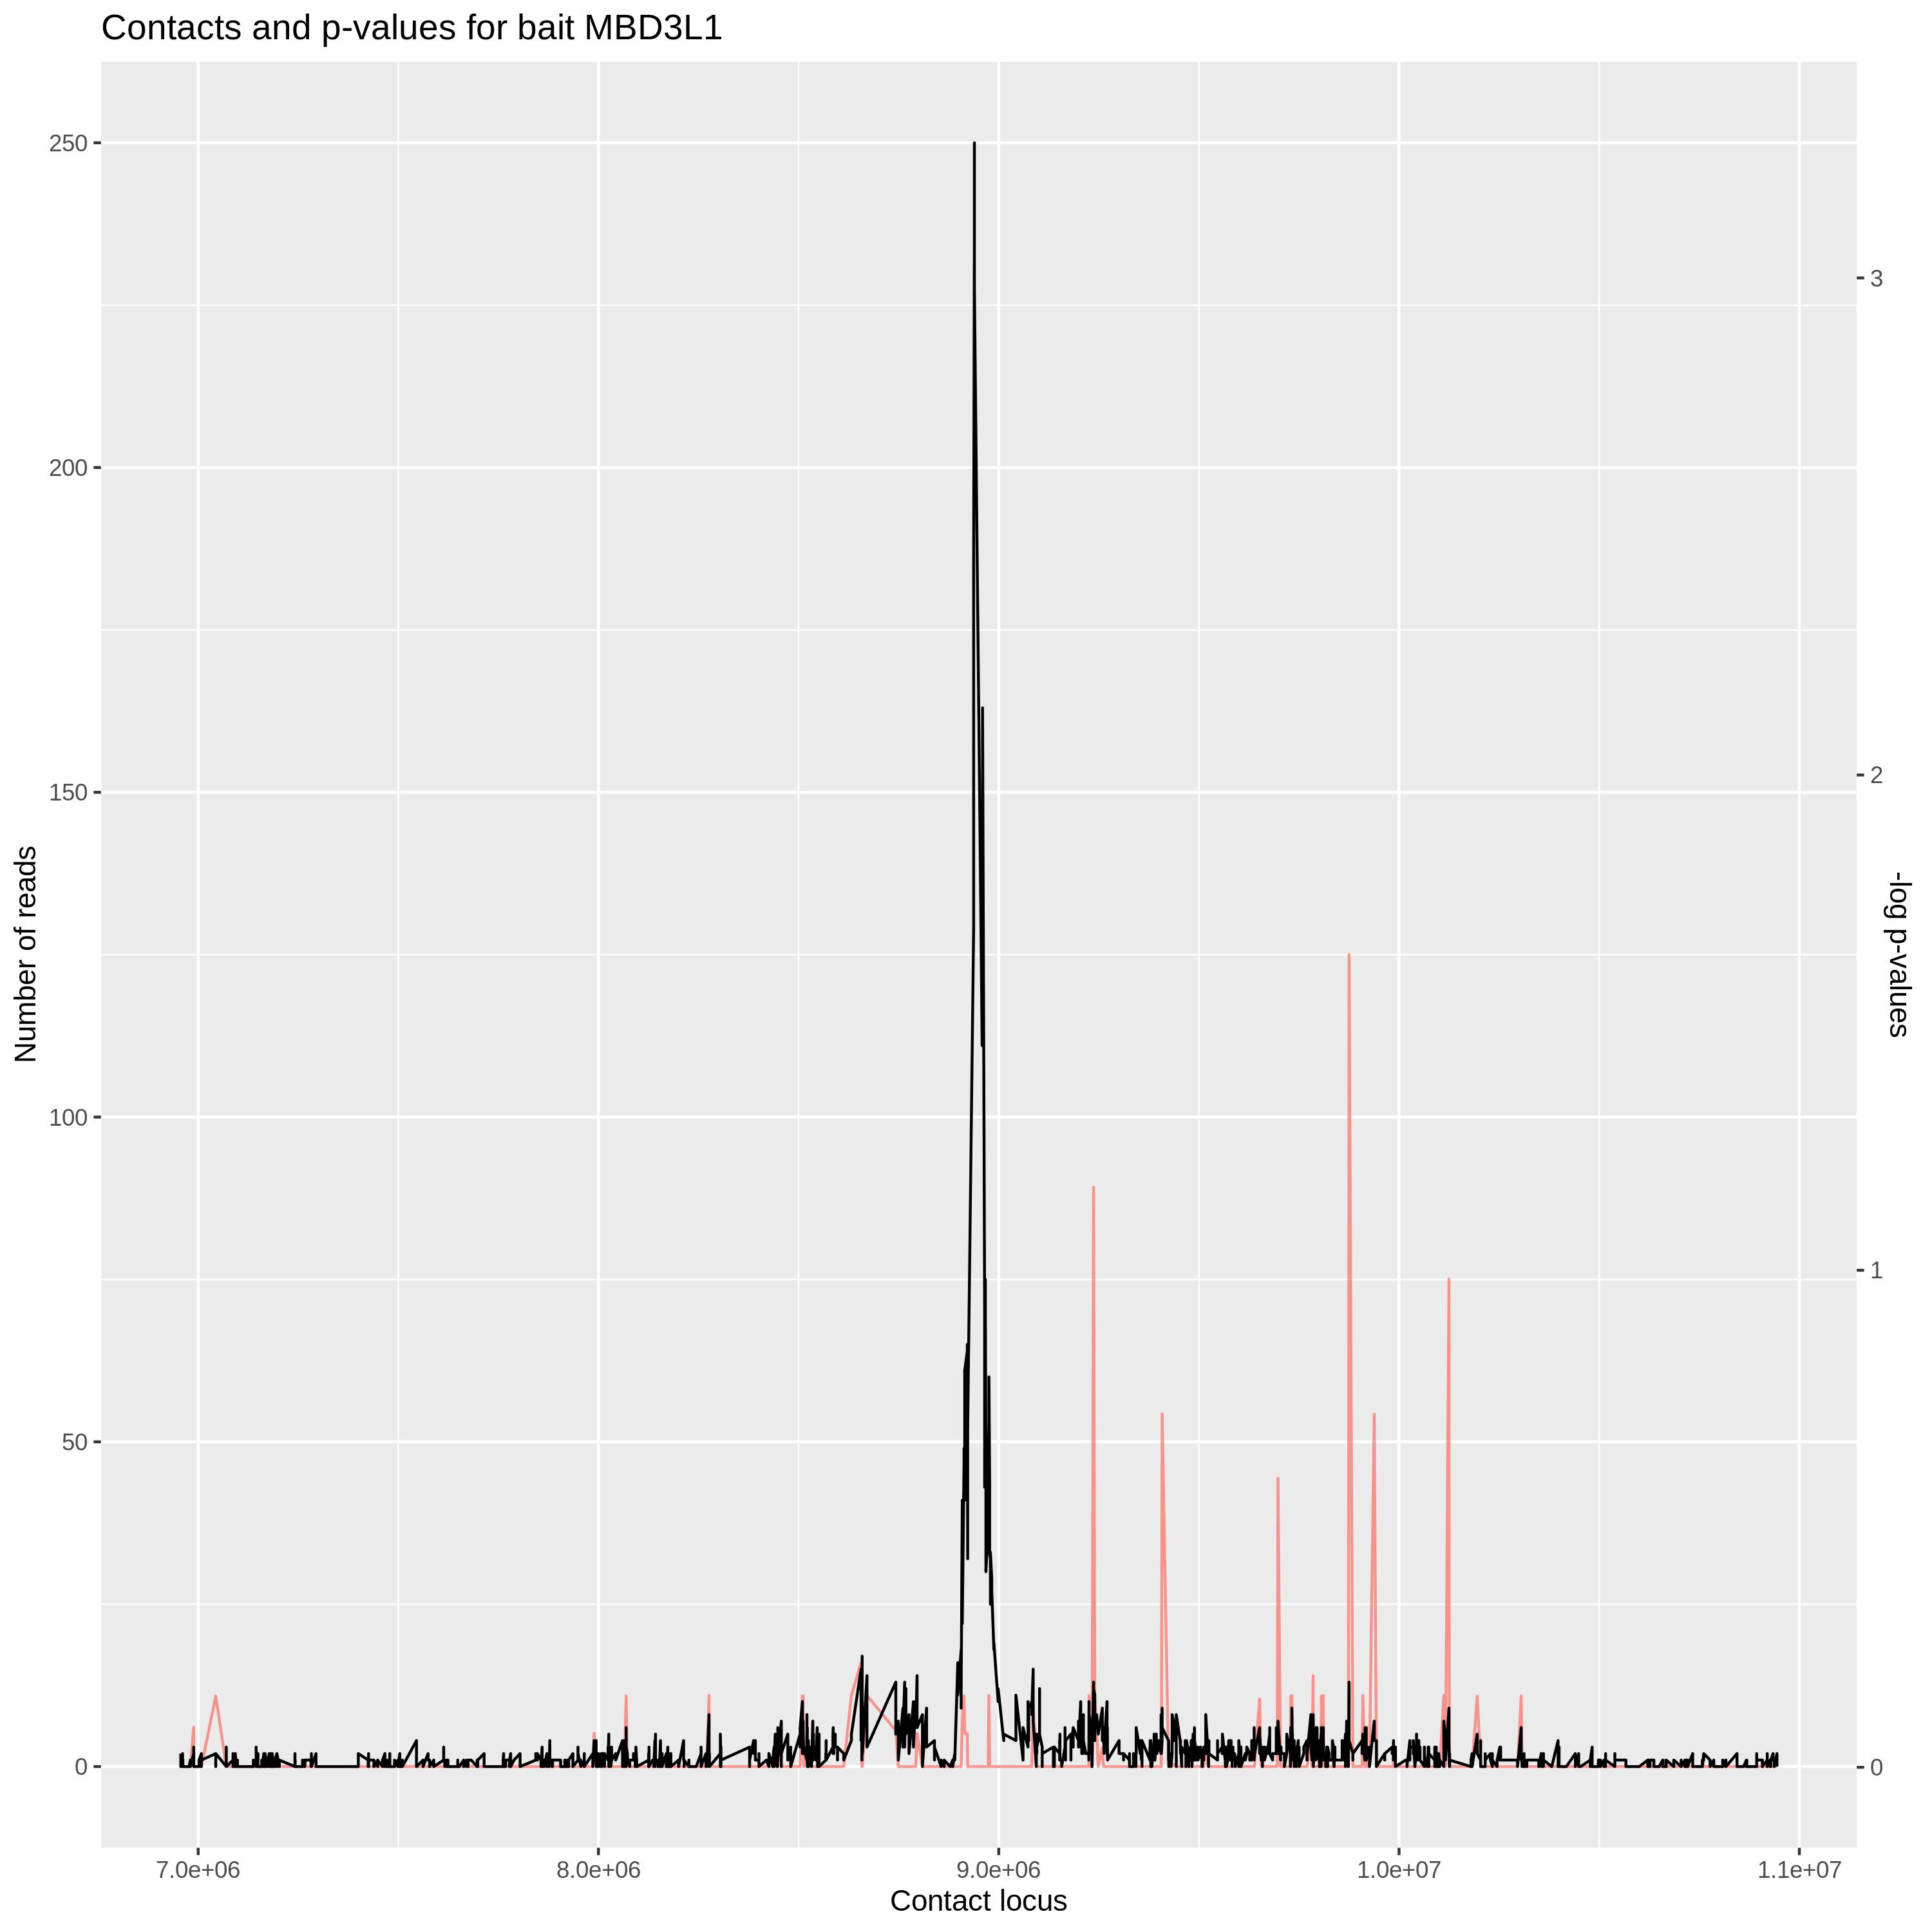 Contacts and p-values for bait MBD3L1
250
200
150
100
50
0
Number of reads
3
2
1
0
-log p-values
7.0e+06 8.0e+06 9.0e+06 1.0e+07 1.1e+07
Contact locus